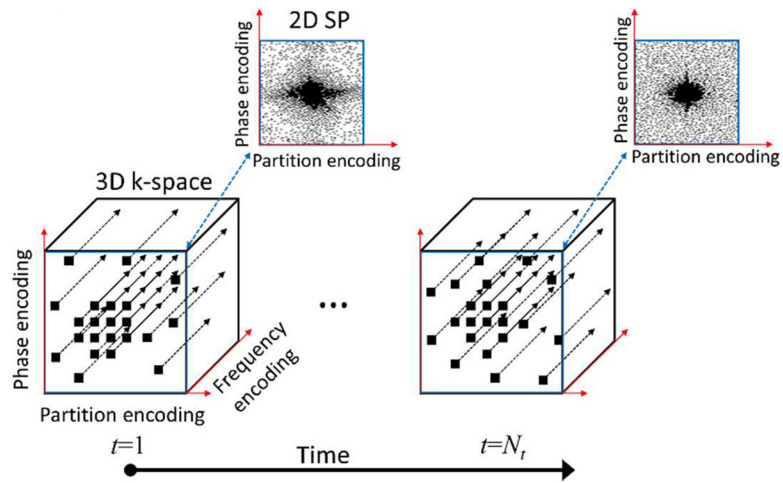 2D SP
Phase encoding
Partition encoding
Phase encoding
Partition encoding
3D k-space
Phase encoding
Partition encoding
Frequency
encoding
...
t=1
Time
t=Nt